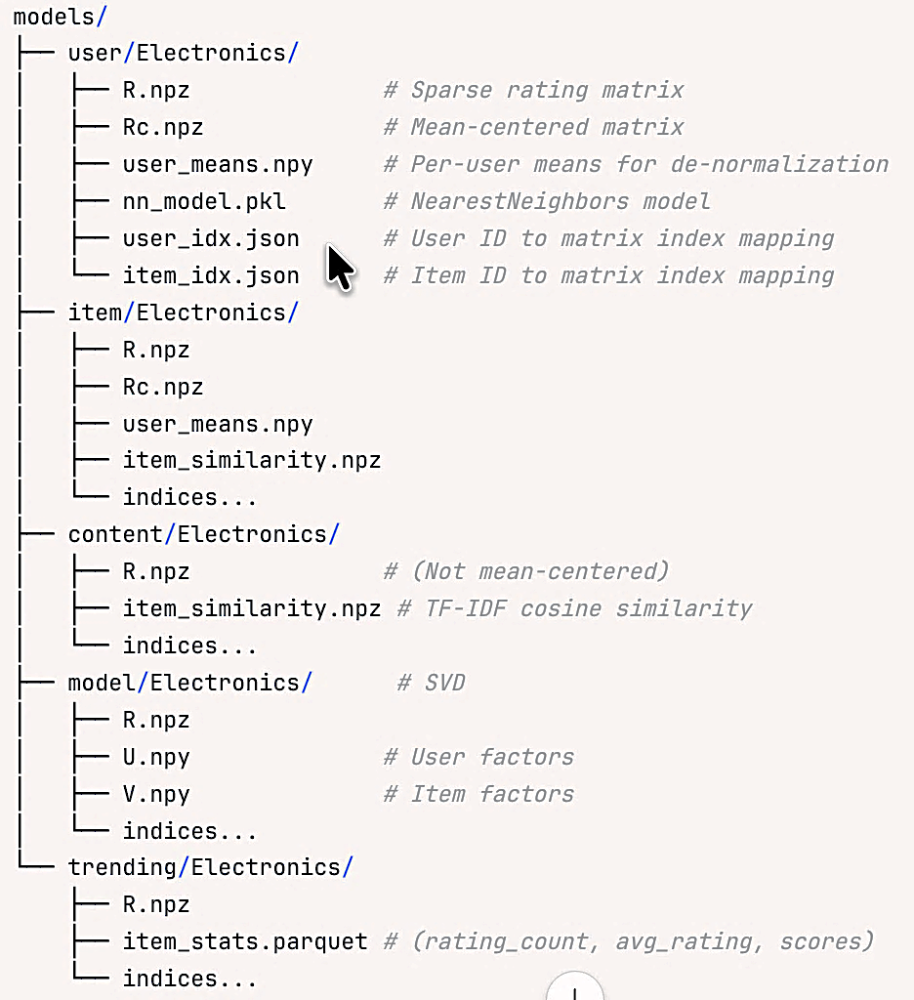 models/
├── user/Electronics/
│   ├── R.npz              # Sparse rating matrix
│   ├── Rc.npz             # Mean-centered matrix
│   ├── user_means.npy     # Per-user means for de-normalization
│   ├── nn_model.pkl       # NearestNeighbors model
│   ├── user_idx.json      # User ID to matrix index mapping
│   └── item_idx.json      # Item ID to matrix index mapping
├── item/Electronics/
│   ├── R.npz
│   ├── Rc.npz
│   ├── user_means.npy
│   ├── item_similarity.npz
│   └── indices...
├── content/Electronics/
│   ├── R.npz              # (Not mean-centered)
│   ├── item_similarity.npz # TF-IDF cosine similarity
│   └── indices...
├── model/Electronics/      # SVD
│   ├── R.npz
│   ├── U.npy              # User factors
│   ├── V.npy              # Item factors
│   └── indices...
└── trending/Electronics/
    ├── R.npz
    ├── item_stats.parquet # (rating_count, avg_rating, scores)
    └── indices...